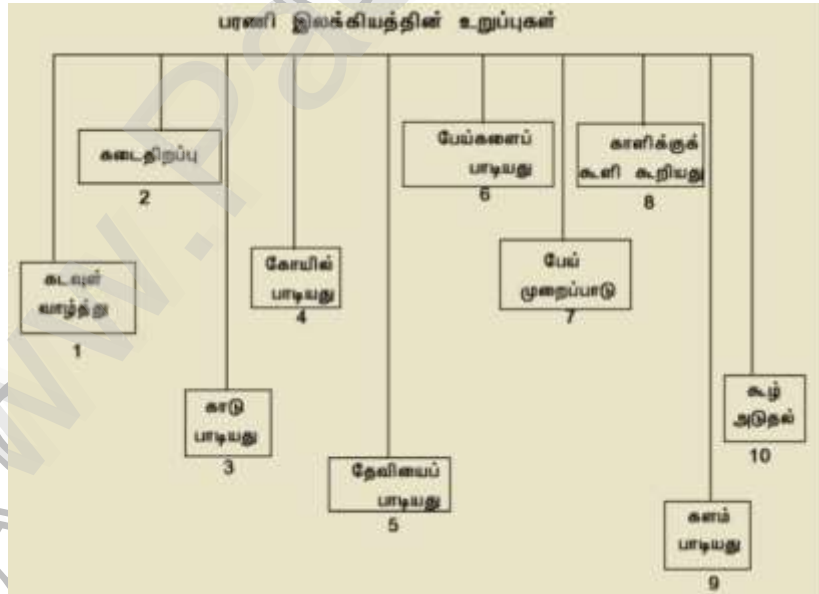 பரணி இலக்கியத்தின் உறுப்புகள்
கடவுள்
வாழ்த்து
1
கடைதிறப்பு
2
காடு
பாடியது
3
கோயில்
பாடியது
4
தேவியைப்
பாடியது
5
பேய்களைப்
பாடியது
6
பேய்
முறைப்பாடு
7
காளிக்குக்
கூளி கூறியது
8
களம்
பாடியது
9
கூழ்
அடுதல்
10